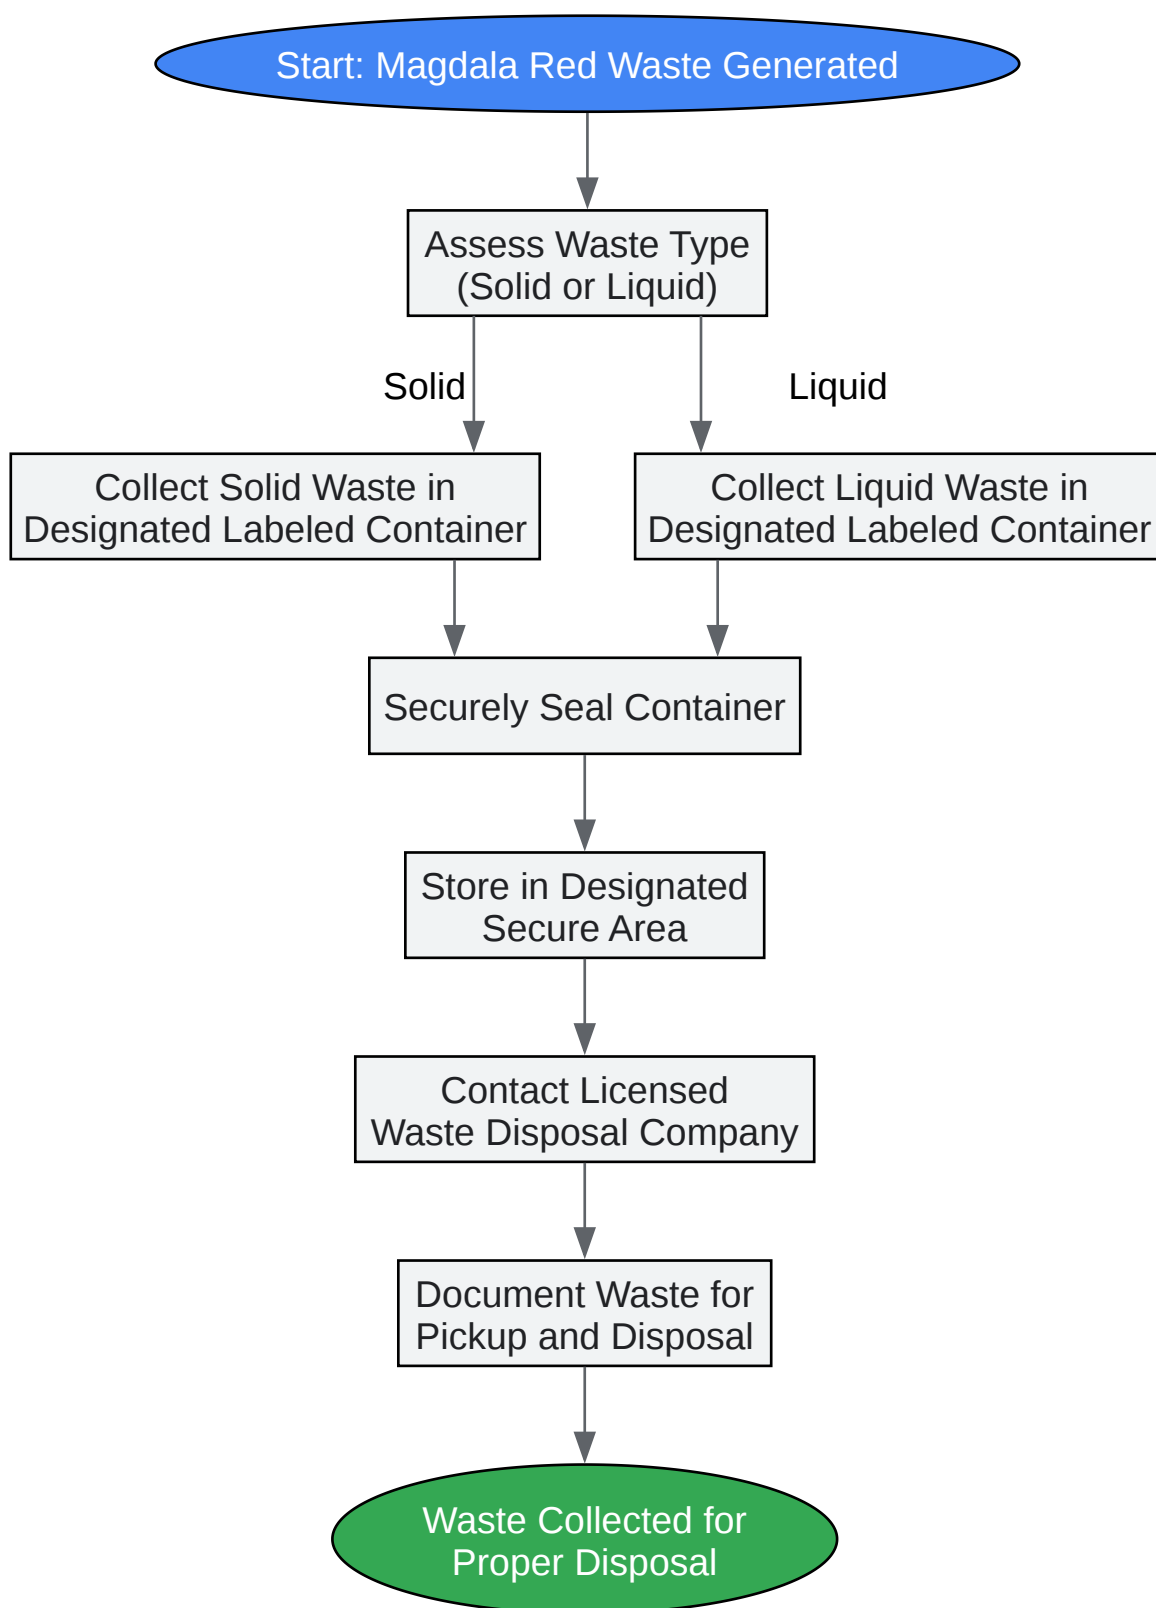 Start: Magdala Red Waste Generated
Assess Waste Type
(Solid or Liquid)
Solid
Liquid
Collect Solid Waste in
Designated Labeled Container
Collect Liquid Waste in
Designated Labeled Container
Securely Seal Container
Store in Designated
Secure Area
Contact Licensed
Waste Disposal Company
Document Waste for
Pickup and Disposal
Waste Collected for
Proper Disposal